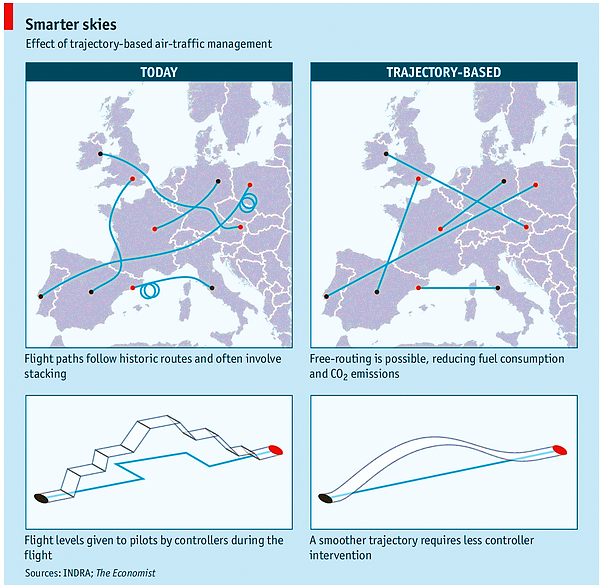 Smarter skies
Effect of trajectory-based air-traffic management
TODAY
TRAJECTORY-BASED
Flight paths follow historic routes and often involve
stacking
Free-routing is possible, reducing fuel consumption
and CO₂ emissions
Flight levels given to pilots by controllers during the
flight
A smoother trajectory requires less controller
intervention
Sources: INDRA; The Economist